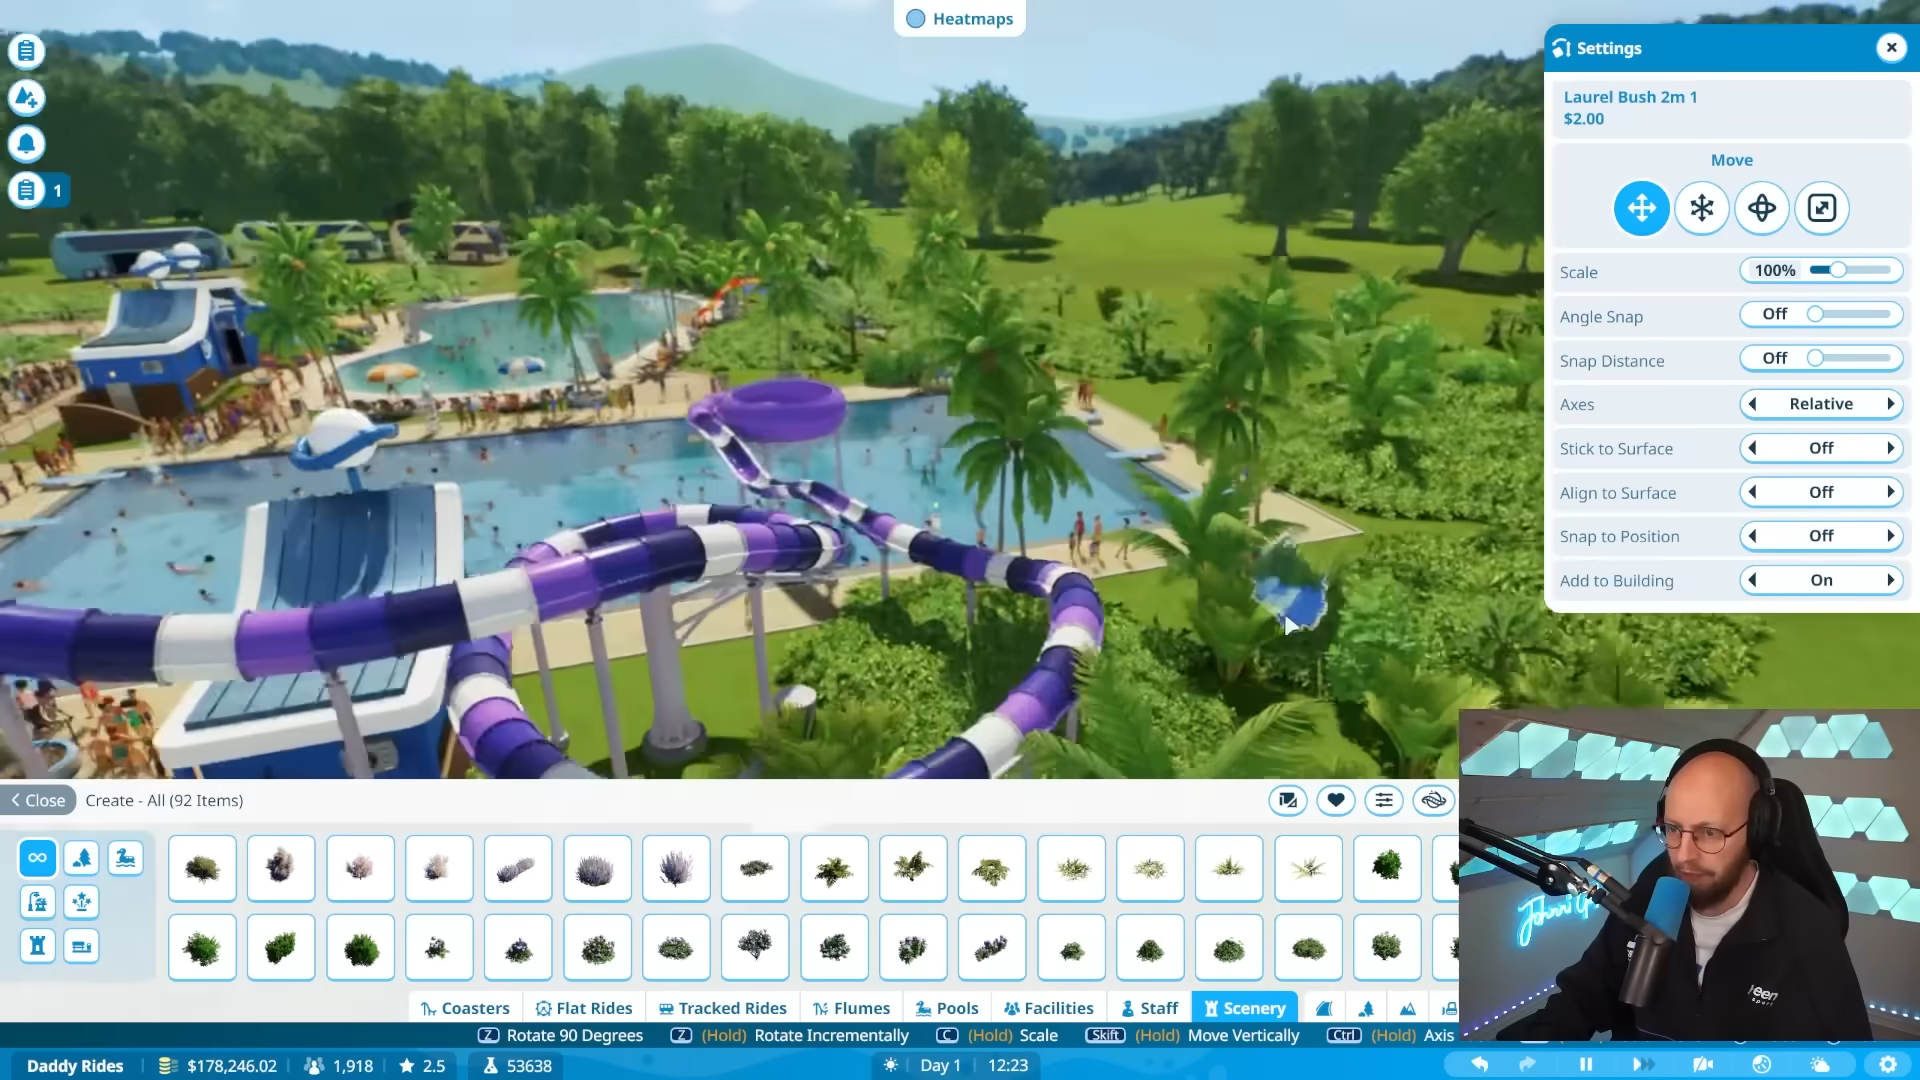 Heatmaps
Settings
Laurel Bush 2m 1
$2.00
Move
Scale 100%
Angle Snap Off
Snap Distance Off
Axes Relative
Stick to Surface Off
Align to Surface Off
Snap to Position Off
Add to Building On
1
Close Create - All (92 Items)
Coasters Flat Rides Tracked Rides Flumes Pools Facilities Staff Scenery
Z Rotate 90 Degrees Z (Hold) Rotate Incrementally C (Hold) Scale Skift (Hold) Move Vertically Ctrl (Hold) Axis
Daddy Rides $178,246.02 1,918 2.5 53638 Day 1 12:23